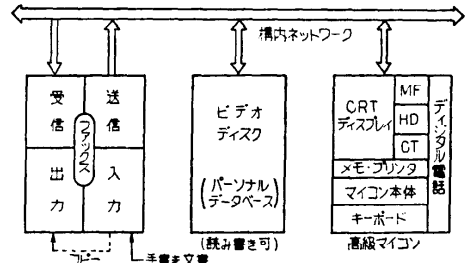 構内ネットワーク
受信
送信
ファックス
出力
入力
コピー
手書き文書
ビデオ
ディスク
(パーソナル
データベース)
(読み書き可)
CRT
ディスプレイ
MF
HD
CT
メモ・プリンタ
マイコン本体
キーボード
ディジタル電話
高級マイコン